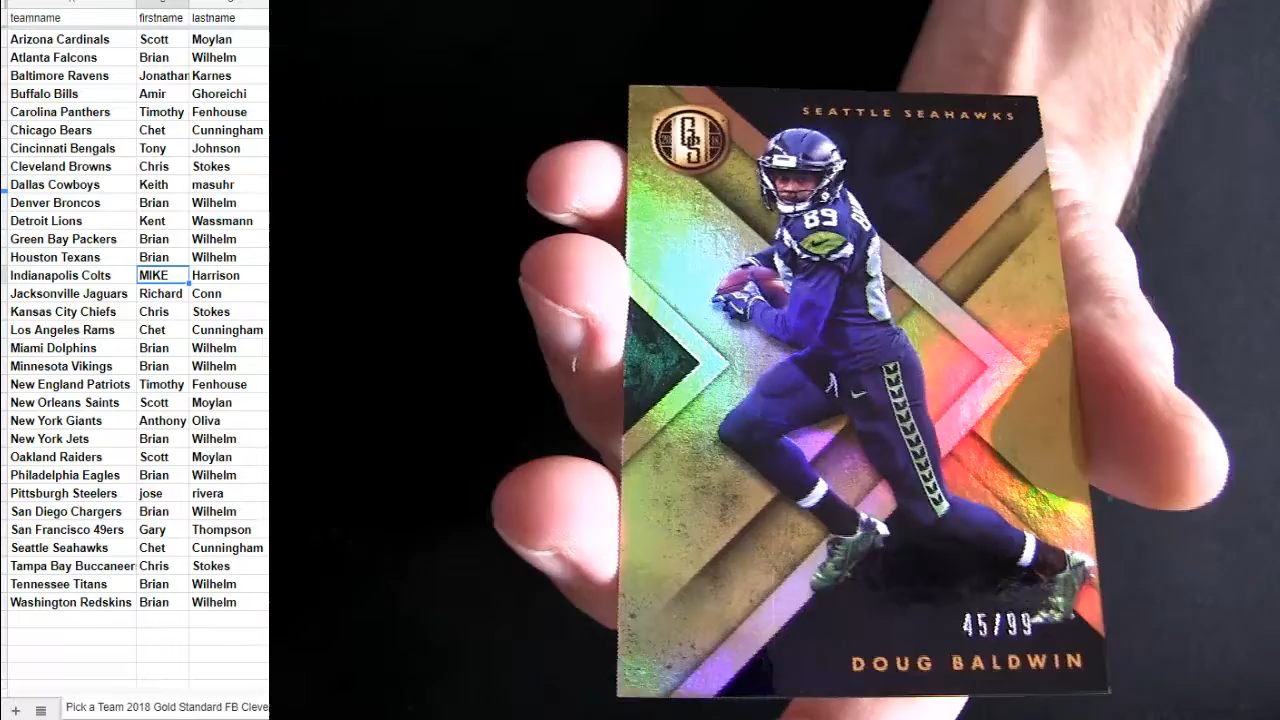 teamname firstname lastname
Arizona Cardinals Scott Moylan
Atlanta Falcons Brian Wilhelm
Baltimore Ravens Jonathan Karnes
Buffalo Bills Amir Ghoreichi
Carolina Panthers Timothy Fenhouse
Chicago Bears Chet Cunningham
Cincinnati Bengals Tony Johnson
Cleveland Browns Chris Stokes
Dallas Cowboys Keith masuhr
Denver Broncos Brian Wilhelm
Detroit Lions Kent Wassmann
Green Bay Packers Brian Wilhelm
Houston Texans Brian Wilhelm
Indianapolis Colts MIKE Harrison
Jacksonville Jaguars Richard Conn
Kansas City Chiefs Chris Stokes
Los Angeles Rams Chet Cunningham
Miami Dolphins Brian Wilhelm
Minnesota Vikings Brian Wilhelm
New England Patriots Timothy Fenhouse
New Orleans Saints Scott Moylan
New York Giants Anthony Oliva
New York Jets Brian Wilhelm
Oakland Raiders Scott Moylan
Philadelphia Eagles Brian Wilhelm
Pittsburgh Steelers jose rivera
San Diego Chargers Brian Wilhelm
San Francisco 49ers Gary Thompson
Seattle Seahawks Chet Cunningham
Tampa Bay Buccaneer Chris Stokes
Tennessee Titans Brian Wilhelm
Washington Redskins Brian Wilhelm
Pick a Team 2018 Gold Standard FB Cleve
SEATTLE SEAHAWKS
GS
89
45/99
DOUG BALDWIN